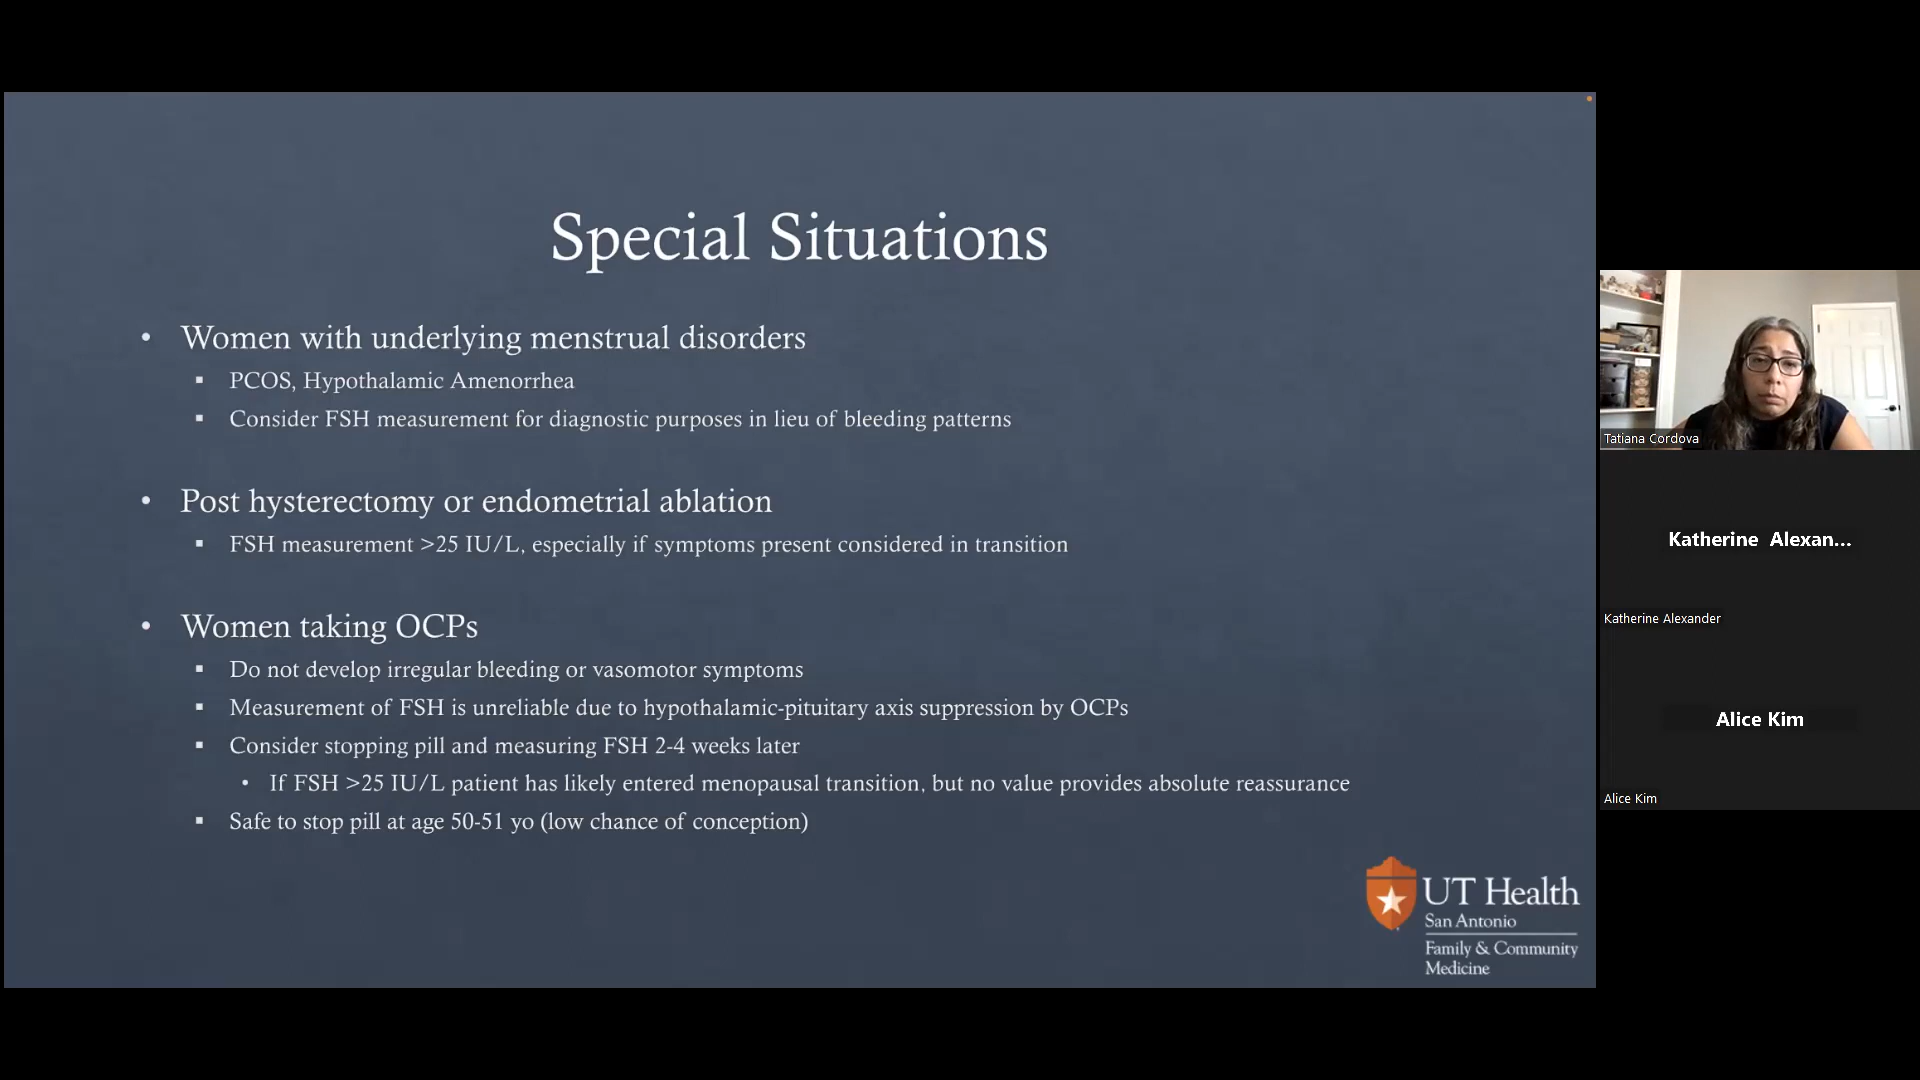 Special Situations
• Women with underlying menstrual disorders
▪ PCOS, Hypothalamic Amenorrhea
▪ Consider FSH measurement for diagnostic purposes in lieu of bleeding patterns
• Post hysterectomy or endometrial ablation
▪ FSH measurement >25 IU/L, especially if symptoms present considered in transition
• Women taking OCPs
▪ Do not develop irregular bleeding or vasomotor symptoms
▪ Measurement of FSH is unreliable due to hypothalamic-pituitary axis suppression by OCPs
▪ Consider stopping pill and measuring FSH 2-4 weeks later
• If FSH >25 IU/L patient has likely entered menopausal transition, but no value provides absolute reassurance
▪ Safe to stop pill at age 50-51 yo (low chance of conception)
UT Health
San Antonio
Family & Community
Medicine
Tatiana Cordova
Katherine Alexan...
Katherine Alexander
Alice Kim
Alice Kim